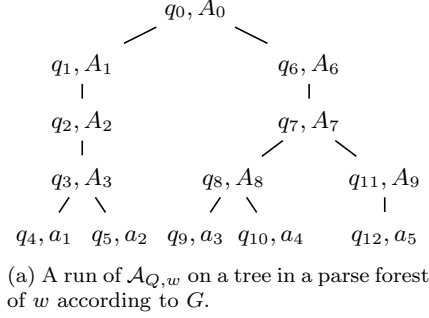 q₀, A₀
q₁, A₁ q₆, A₆
q₂, A₂ q₇, A₇
q₃, A₃ q₈, A₈ q₁₁, A₉
q₄, a₁ q₅, a₂ q₉, a₃ q₁₀, a₄ q₁₂, a₅
(a) A run of 𝒜_{Q,w} on a tree in a parse forest
of w according to G.